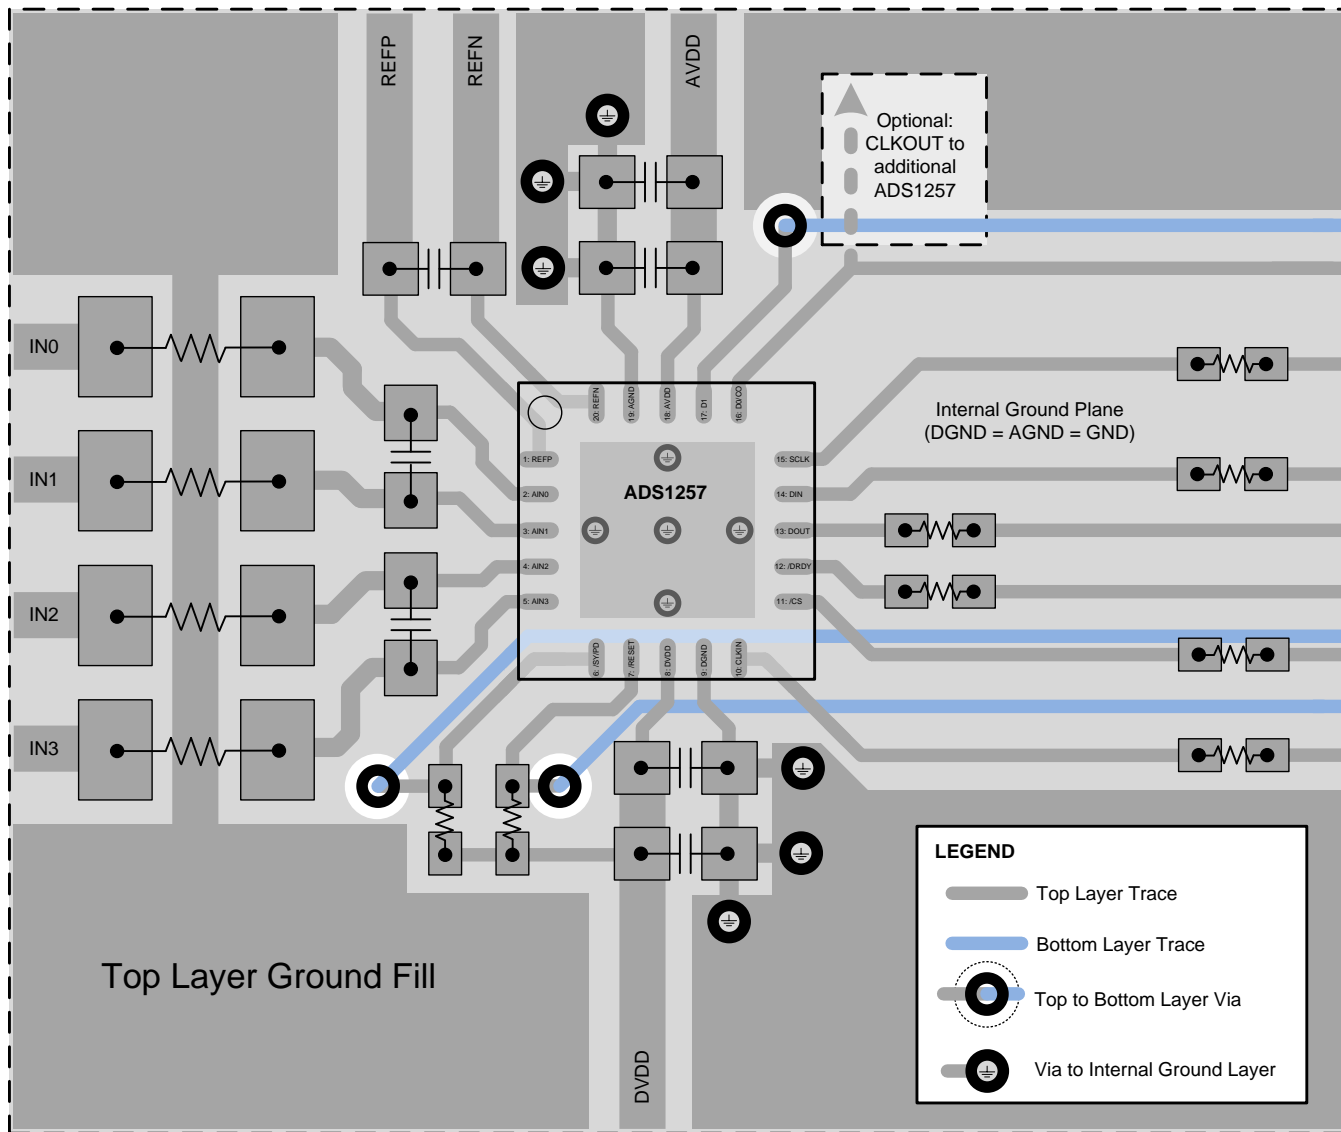 REFP
REFN
AVDD
Optional:
CLKOUT to
additional
ADS1257
IN0
IN1
IN2
IN3
20: REFN
19: AGND
18: AVDD
17: D1
16: D0/CO
1: REFP
2: AIN0
3: AIN1
4: AIN2
5: AIN3
ADS1257
15: SCLK
14: DIN
13: DOUT
12: /DRDY
11: /CS
6: /SY/PD
7: /RESET
8: DVDD
9: DGND
10: CLKIN
Internal Ground Plane
(DGND = AGND = GND)
Top Layer Ground Fill
DVDD
LEGEND
Top Layer Trace
Bottom Layer Trace
Top to Bottom Layer Via
Via to Internal Ground Layer